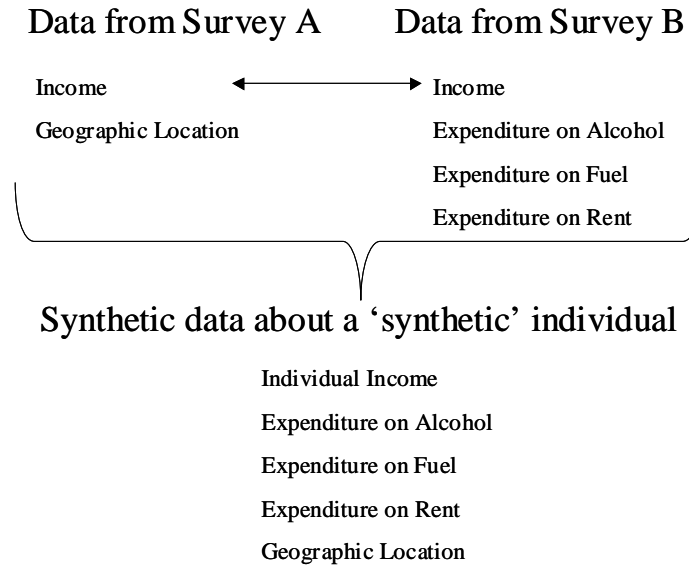 Data from Survey A
Data from Survey B
Income
Geographic Location
Income
Expenditure on Alcohol
Expenditure on Fuel
Expenditure on Rent
Synthetic data about a ‘synthetic’ individual
Individual Income
Expenditure on Alcohol
Expenditure on Fuel
Expenditure on Rent
Geographic Location